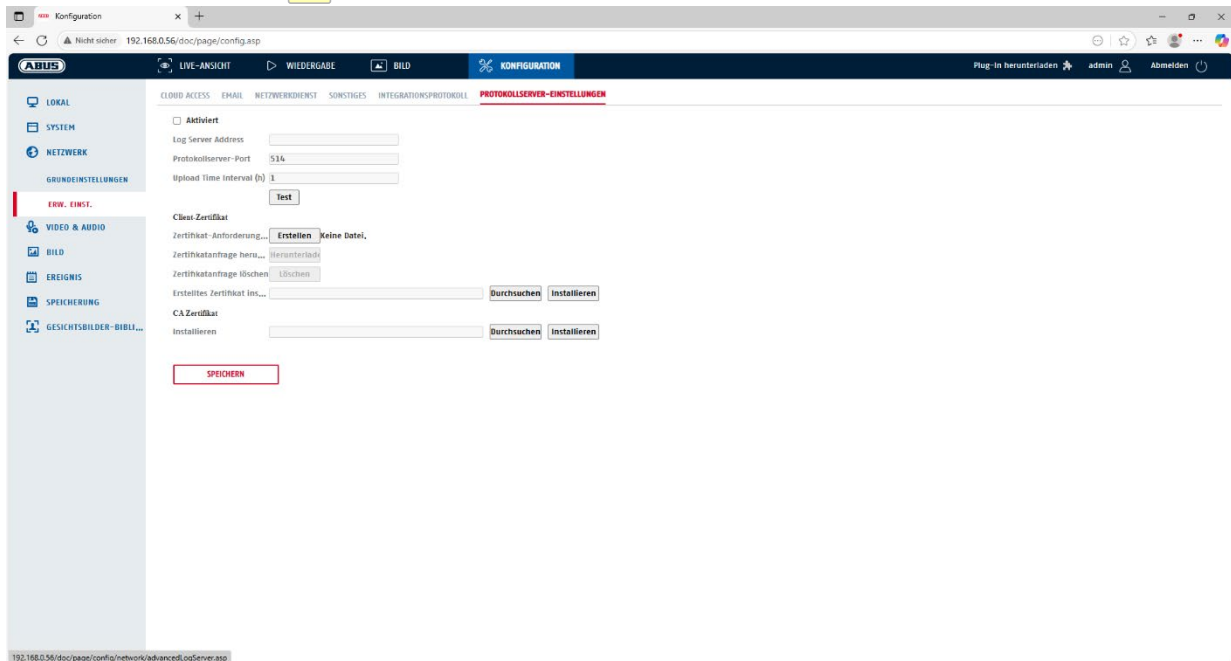 Konfiguration
Nicht sicher 192.168.0.56/doc/page/config.asp
ABUS LIVE-ANSICHT WIEDERGABE BILD KONFIGURATION Plug-In herunterladen admin Abmelden
CLOUD ACCESS EMAIL NETZWERKDIENST SONSTIGES INTEGRATIONSPROTOKOLL PROTOKOLLSERVER-EINSTELLUNGEN
LOKAL
SYSTEM
NETZWERK
GRUNDEINSTELLUNGEN
ERW. EINST.
VIDEO & AUDIO
BILD
EREIGNIS
SPEICHERUNG
GESICHTSBILDER-BIBLI...
Aktiviert
Log Server Address
Protokollserver-Port 514
Upload Time Interval (h) 1
Test
Client-Zertifikat
Zertifikat-Anforderung... Erstellen Keine Datei.
Zertifikatanfrage heru... Herunterlade
Zertifikatanfrage löschen Löschen
Erstelltes Zertifikat ins... Durchsuchen Installieren
CA Zertifikat
Installieren Durchsuchen Installieren
SPEICHERN
192.168.0.56/doc/page/config/network/advancedLogServer.asp